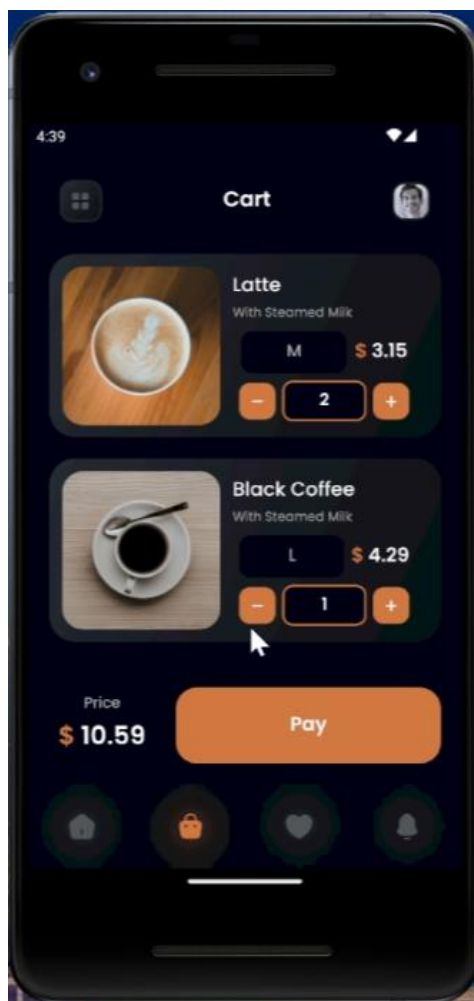 4:39
Cart
Latte
With Steamed Milk
M
$ 3.15
−
2
+
Black Coffee
With Steamed Milk
L
$ 4.29
−
1
+
Price
$ 10.59
Pay